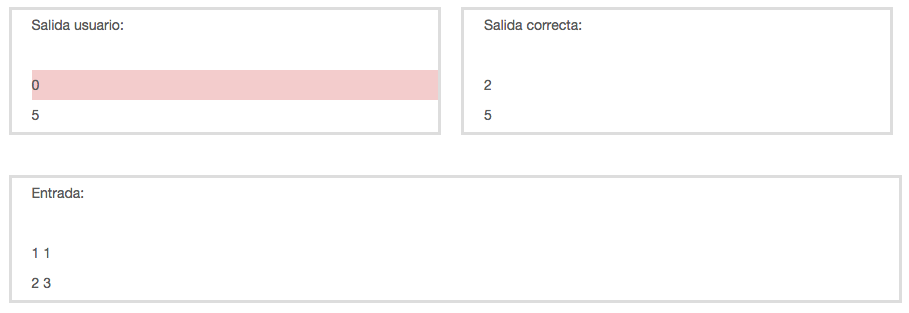 Salida usuario:
0
5
Salida correcta:
2
5
Entrada:
1 1
2 3